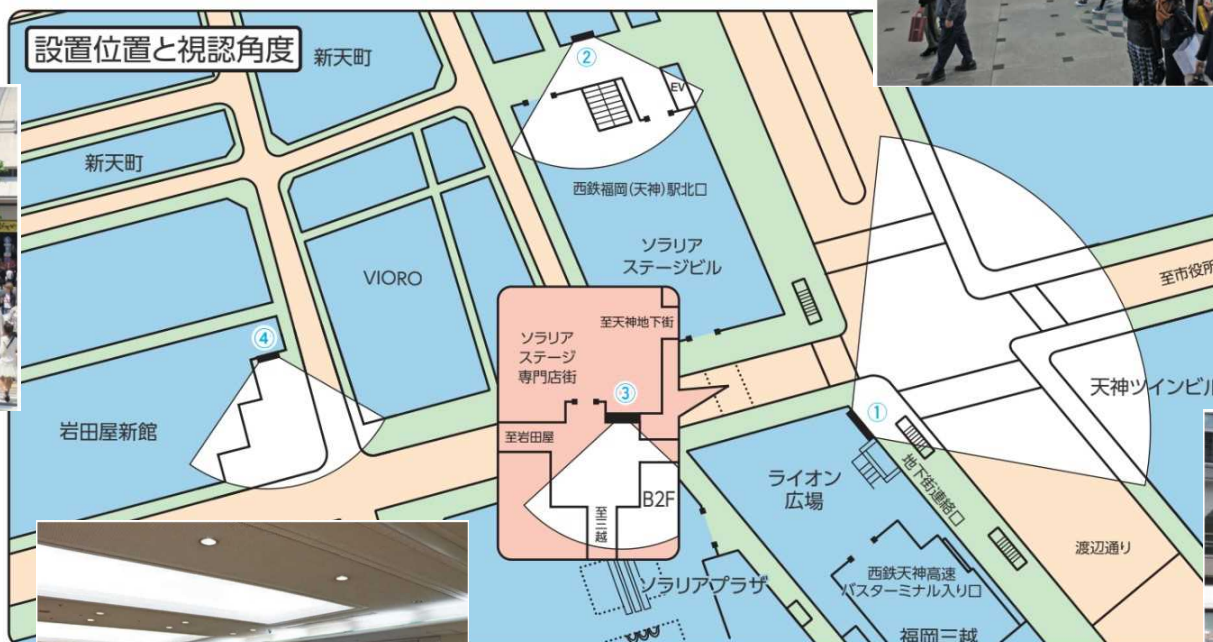 設置位置と視認角度
新天町
②
EV
新天町
西鉄福岡(天神)駅北口
ソラリア
ステージビル
VIORO
至市役所
至天神地下街
ソラリア
ステージ
専門店街
④
③
天神ツインビル
①
岩田屋新館
至岩田屋
ライオン
広場
地下街連絡口
B2F
至三越
渡辺通り
西鉄天神高速
バスターミナル入り口
ソラリアプラザ
福岡三越